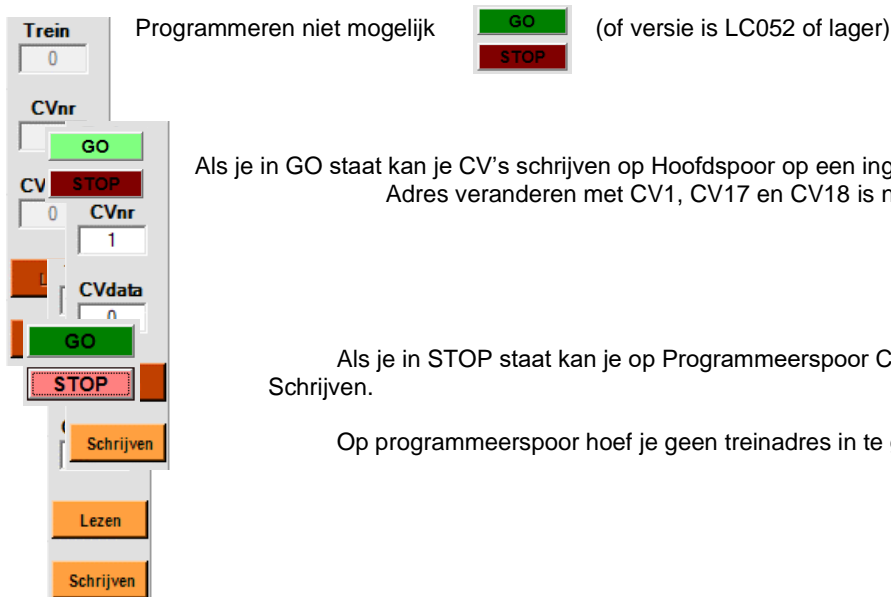 Trein
0
Programmeren niet mogelijk
GO
STOP
(of versie is LC052 of lager)
CVnr
GO
STOP
CV
0
Als je in GO staat kan je CV's schrijven op Hoofdspoor op een
Adres veranderen met CV1, CV17 en CV18 is
CVnr
1
CVdata
0
GO
STOP
Als je in STOP staat kan je op Programmeerspoor
Schrijven.
Schrijven
Op programmeerspoor hoef je geen treinadres in te
Lezen
Schrijven